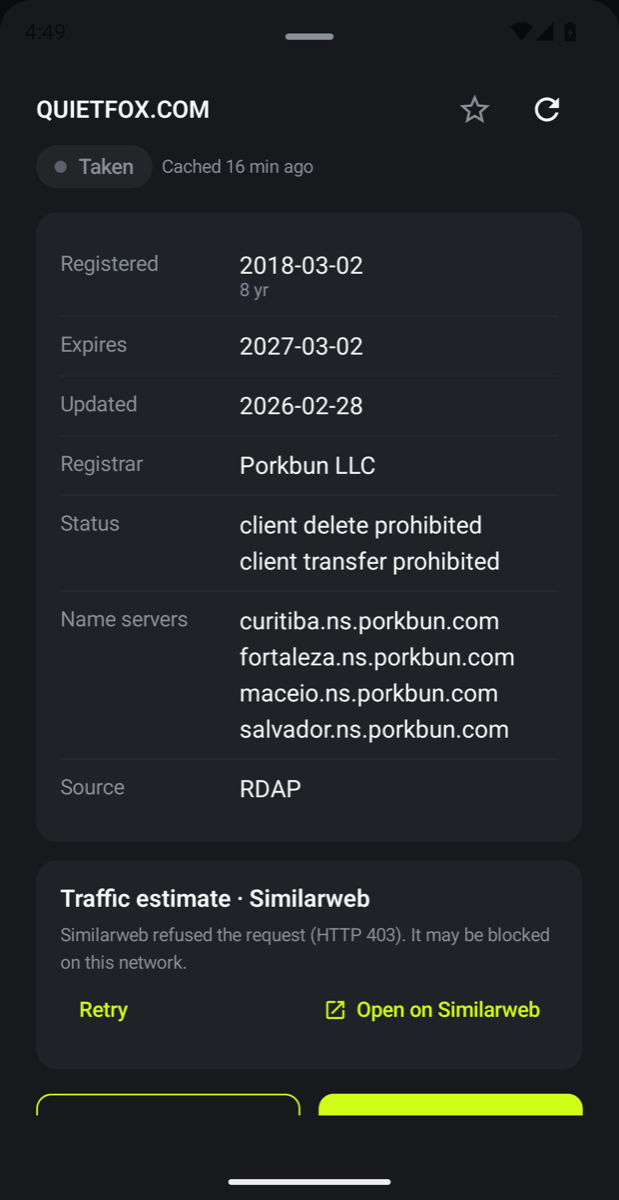 4:49
QUIETFOX.COM
Taken
Cached 16 min ago
Registered
2018-03-02
8 yr
Expires
2027-03-02
Updated
2026-02-28
Registrar
Porkbun LLC
Status
client delete prohibited
client transfer prohibited
Name servers
curitiba.ns.porkbun.com
fortaleza.ns.porkbun.com
maceio.ns.porkbun.com
salvador.ns.porkbun.com
Source
RDAP
Traffic estimate · Similarweb
Similarweb refused the request (HTTP 403). It may be blocked
on this network.
Retry
Open on Similarweb